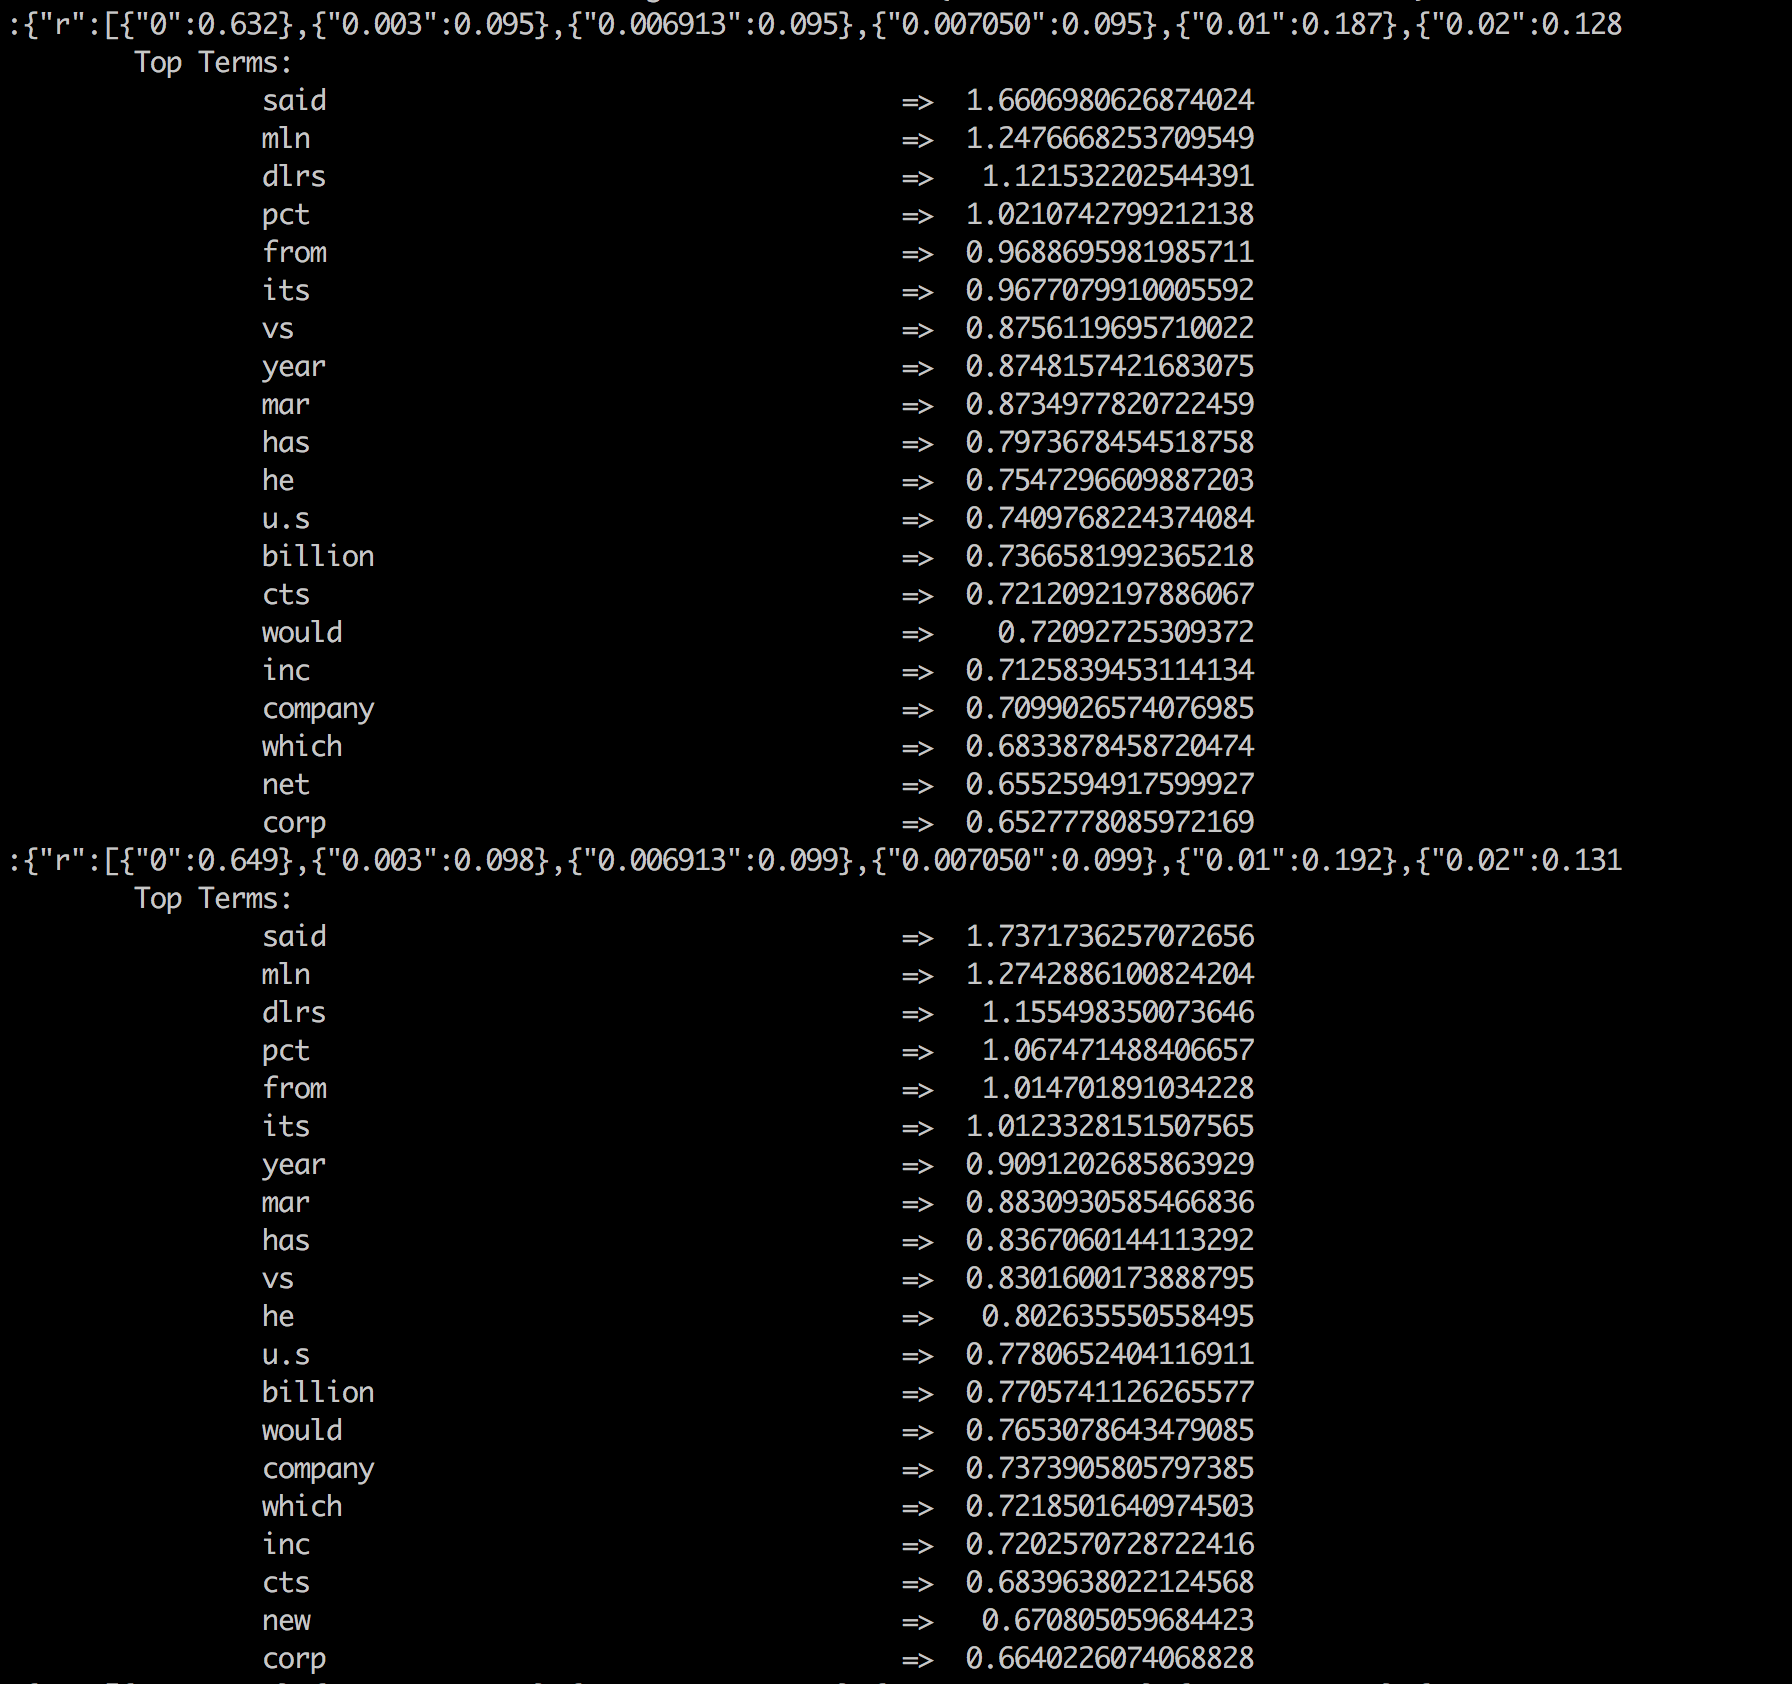 :{"r":[{"0":0.632},{"0.003":0.095},{"0.006913":0.095},{"0.007050":0.095},{"0.01":0.187},{"0.02":0.128
Top Terms:
said => 1.6606980626874024
mln => 1.2476668253709549
dlrs => 1.121532202544391
pct => 1.0210742799212138
from => 0.9688695981985711
its => 0.9677079910005592
vs => 0.8756119695710022
year => 0.8748157421683075
mar => 0.8734977820722459
has => 0.7973678454518758
he => 0.7547296609887203
u.s => 0.7409768224374084
billion => 0.7366581992365218
cts => 0.7212092197886067
would => 0.72092725309372
inc => 0.7125839453114134
company => 0.7099026574076985
which => 0.6833878458720474
net => 0.6552594917599927
corp => 0.6527778085972169
:{"r":[{"0":0.649},{"0.003":0.098},{"0.006913":0.099},{"0.007050":0.099},{"0.01":0.192},{"0.02":0.131
Top Terms:
said => 1.7371736257072656
mln => 1.2742886100824204
dlrs => 1.155498350073646
pct => 1.067471488406657
from => 1.014701891034228
its => 1.0123328151507565
year => 0.9091202685863929
mar => 0.8830930585466836
has => 0.8367060144113292
vs => 0.8301600173888795
he => 0.802635550558495
u.s => 0.7780652404116911
billion => 0.7705741126265577
would => 0.7653078643479085
company => 0.7373905805797385
which => 0.7218501640974503
inc => 0.7202570728722416
cts => 0.6839638022124568
new => 0.670805059684423
corp => 0.6640226074068828